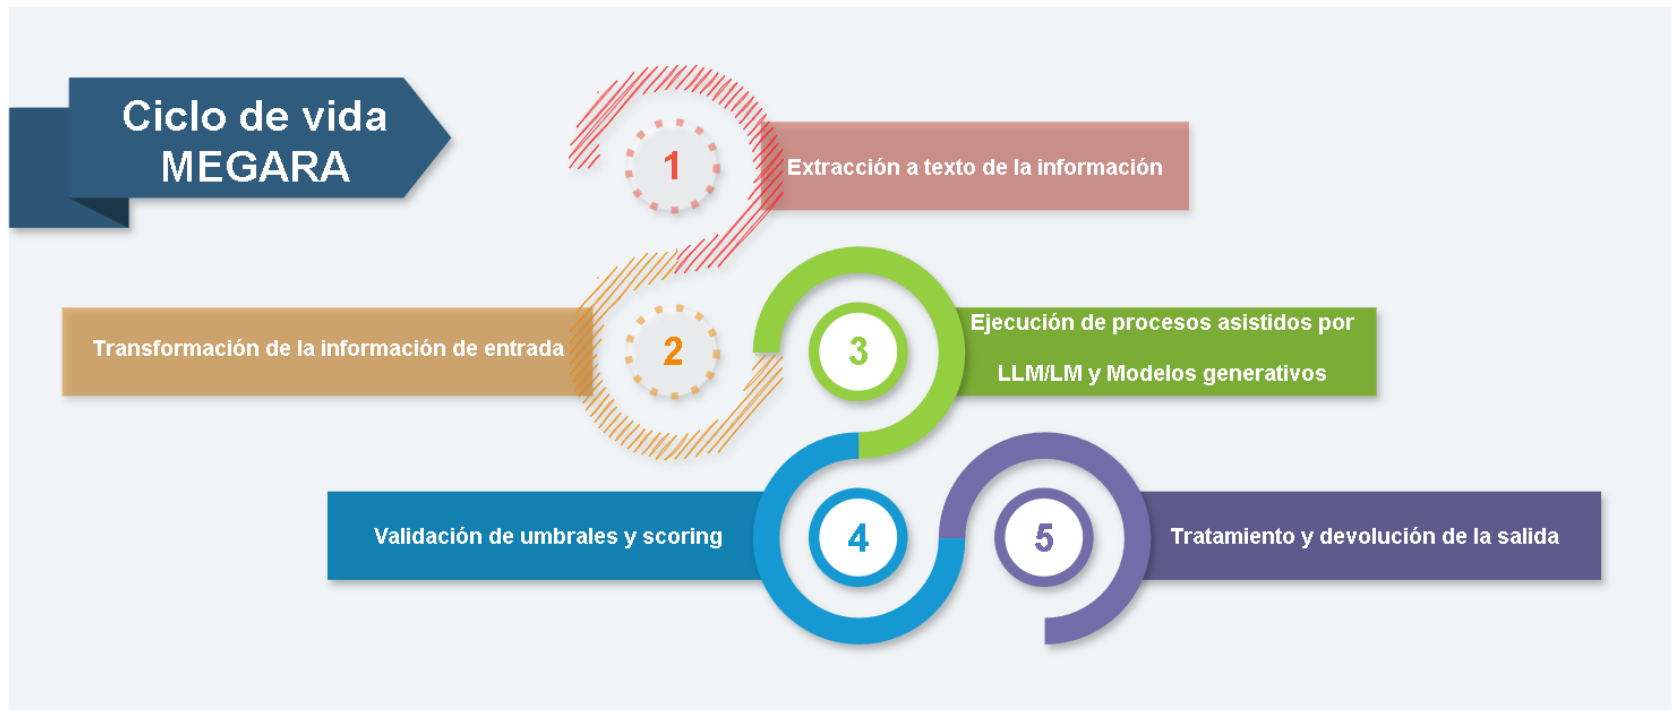 Ciclo de vida
MEGARA
1
Extracción a texto de la información
Transformación de la información de entrada
2
3
Ejecución de procesos asistidos por
LLM/LM y Modelos generativos
Validación de umbrales y scoring
4
5
Tratamiento y devolución de la salida